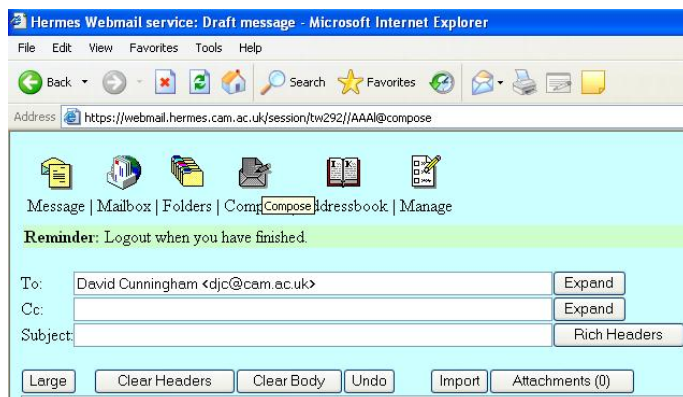 Hermes Webmail service: Draft message - Microsoft Internet Explorer
File Edit View Favorites Tools Help
Back Search Favorites
Address https://webmail.hermes.cam.ac.uk/session/tw292//AAAl@compose
Message | Mailbox | Folders | Comp Compose ddressbook | Manage
Reminder: Logout when you have finished.
To: David Cunningham <djc@cam.ac.uk> Expand
Cc: Expand
Subject: Rich Headers
Large Clear Headers Clear Body Undo Import Attachments (0)